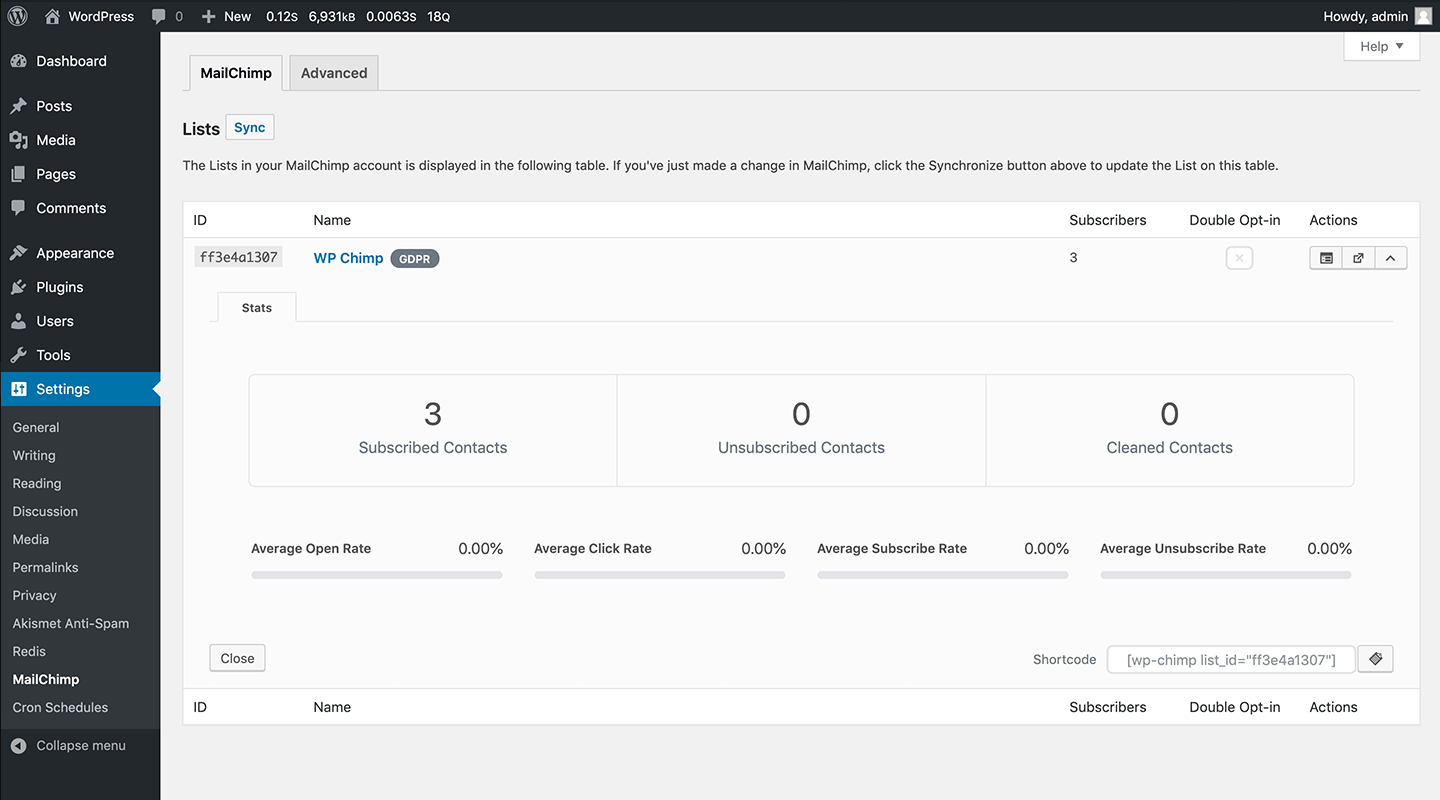 WordPress 0 New 0.12S 6,931KB 0.0063S 18Q Howdy, admin
Help
Dashboard
Posts
Media
Pages
Comments
Appearance
Plugins
Users
Tools
Settings
General
Writing
Reading
Discussion
Media
Permalinks
Privacy
Akismet Anti-Spam
Redis
MailChimp
Cron Schedules
Collapse menu
MailChimp Advanced
Lists Sync
The Lists in your MailChimp account is displayed in the following table. If you've just made a change in MailChimp, click the Synchronize button above to update the List on this table.
ID Name Subscribers Double Opt-in Actions
ff3e4a1307 WP Chimp GDPR 3
Stats
3 0 0
Subscribed Contacts Unsubscribed Contacts Cleaned Contacts
Average Open Rate 0.00% Average Click Rate 0.00% Average Subscribe Rate 0.00% Average Unsubscribe Rate 0.00%
Close Shortcode [wp-chimp list_id="ff3e4a1307"]
ID Name Subscribers Double Opt-in Actions